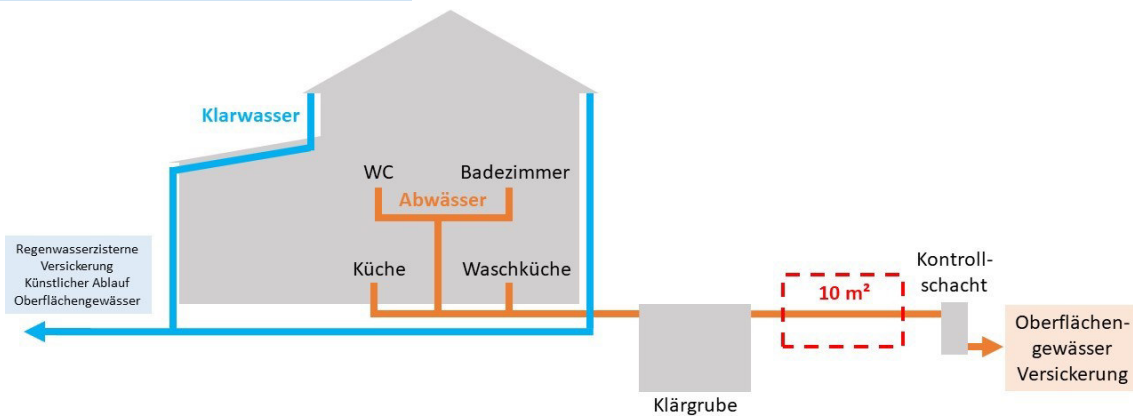 Klarwasser
WC
Badezimmer
Abwässer
Regenwasserzisterne
Versickerung
Künstlicher Ablauf
Oberflächengewässer
Küche
Waschküche
10 m²
Kontroll-
schacht
Oberflächen-
gewässer
Versickerung
Klärgrube